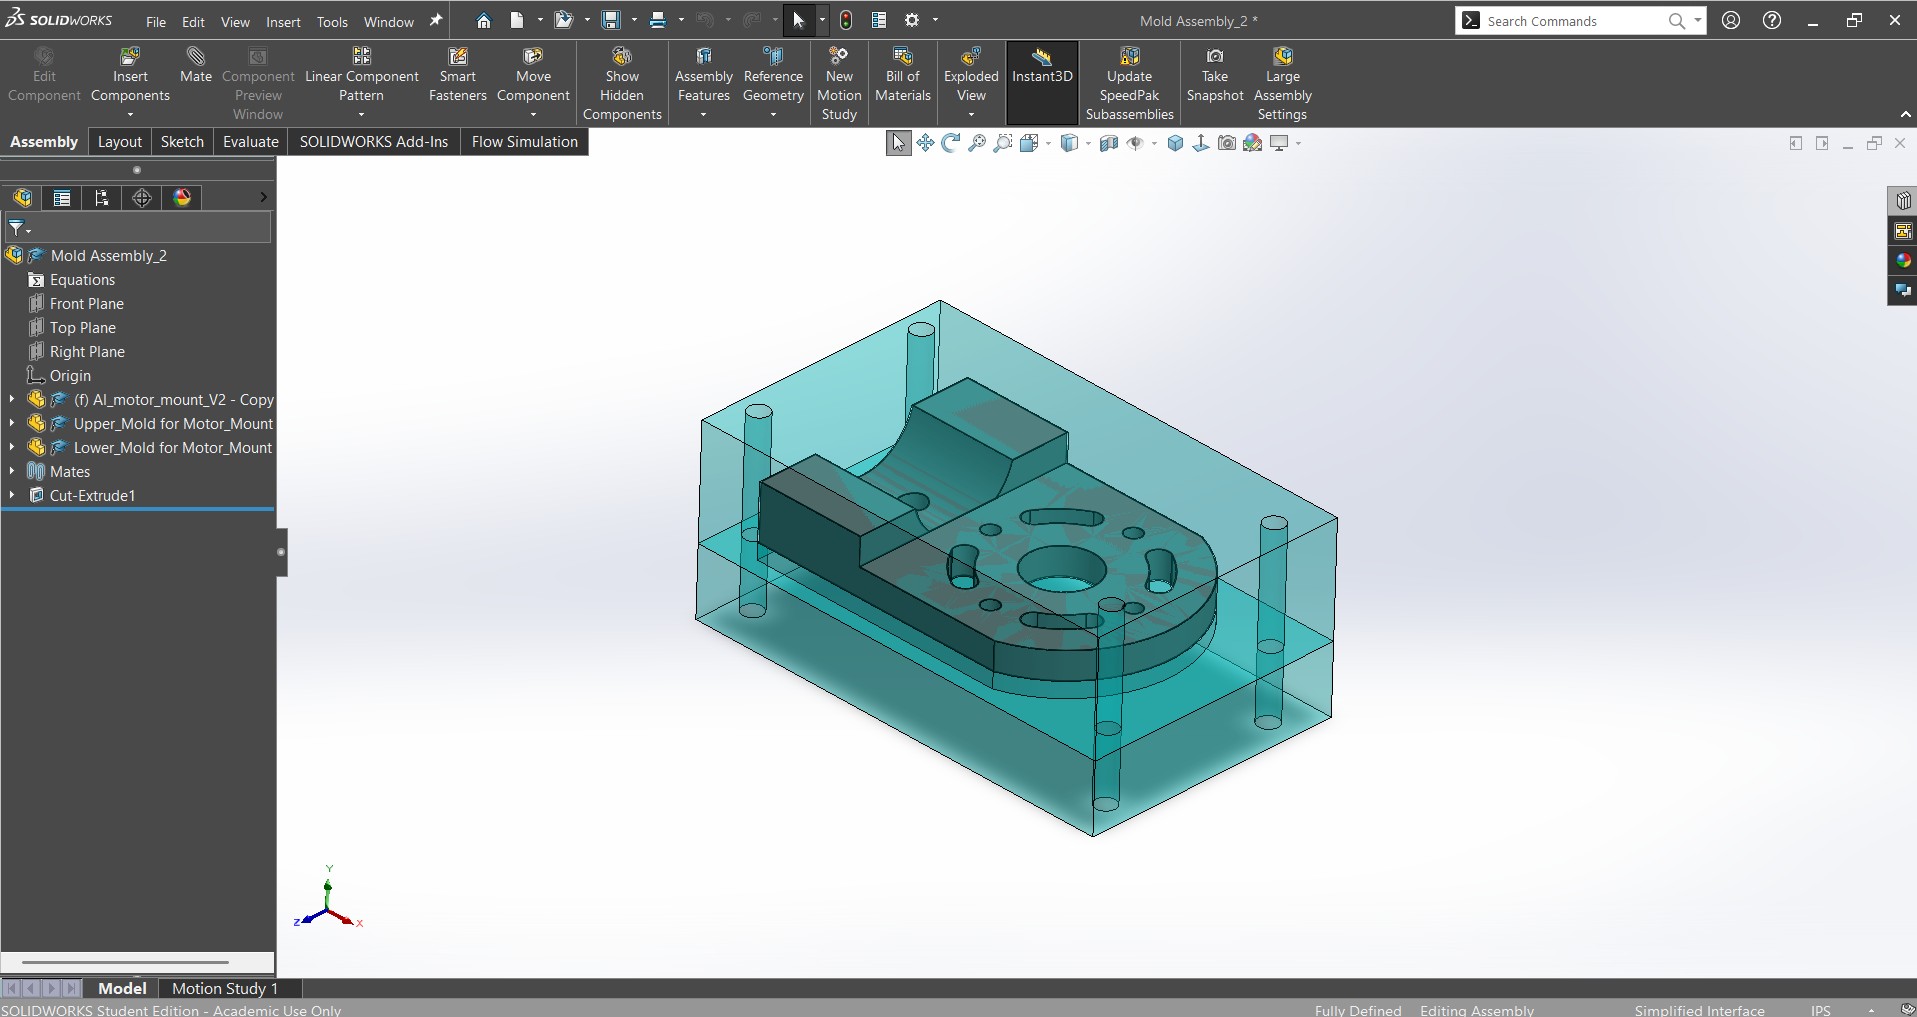 SOLIDWORKS File Edit View Insert Tools Window Mold Assembly_2 * Search Commands
Edit Component
Insert Components
Mate
Component Preview Window
Linear Component Pattern
Smart Fasteners
Move Component
Show Hidden Components
Assembly Features
Reference Geometry
New Motion Study
Bill of Materials
Exploded View
Instant3D
Update SpeedPak Subassemblies
Take Snapshot
Large Assembly Settings
Assembly Layout Sketch Evaluate SOLIDWORKS Add-Ins Flow Simulation
Mold Assembly_2
Equations
Front Plane
Top Plane
Right Plane
Origin
(f) Al_motor_mount_V2 - Copy
Upper_Mold for Motor_Mount
Lower_Mold for Motor_Mount
Mates
Cut-Extrude1
Y
Z X
Model Motion Study 1
SOLIDWORKS Student Edition - Academic Use Only Fully Defined Editing Assembly Simplified Interface IPS